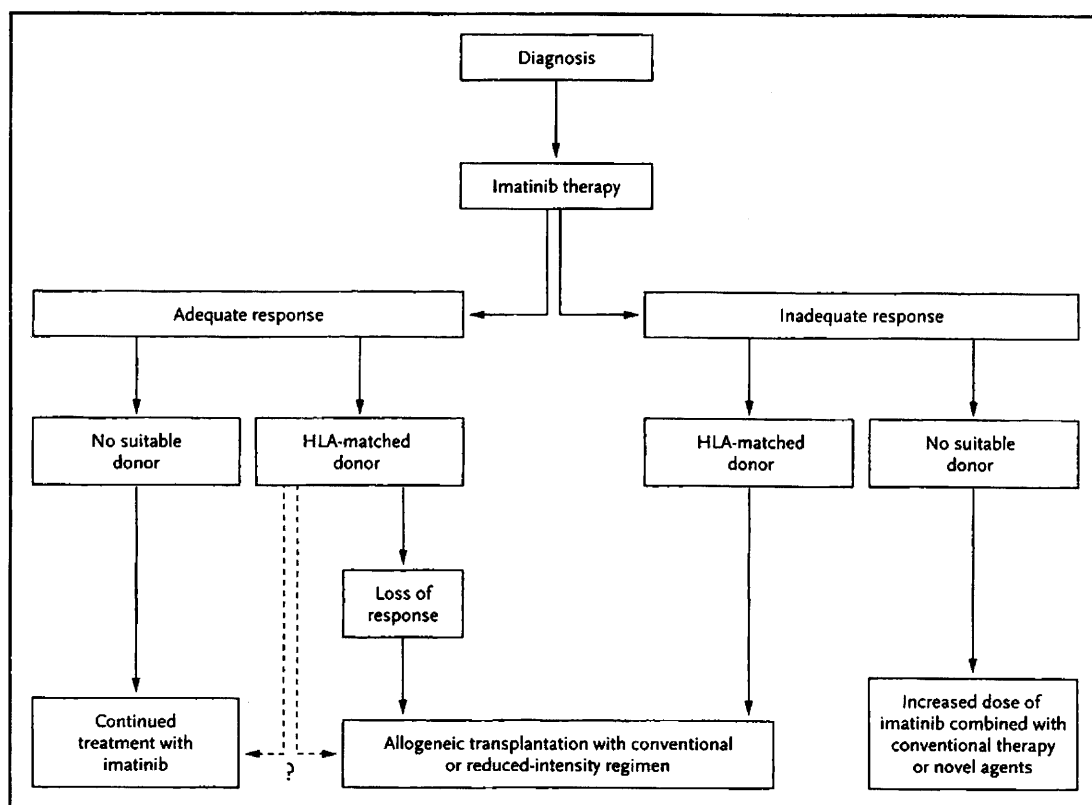 Diagnosis
Imatinib therapy
Adequate response
Inadequate response
No suitable
donor
HLA-matched
donor
HLA-matched
donor
No suitable
donor
Loss of
response
Continued
treatment with
imatinib
?
Allogeneic transplantation with conventional
or reduced-intensity regimen
Increased dose of
imatinib combined with
conventional therapy
or novel agents